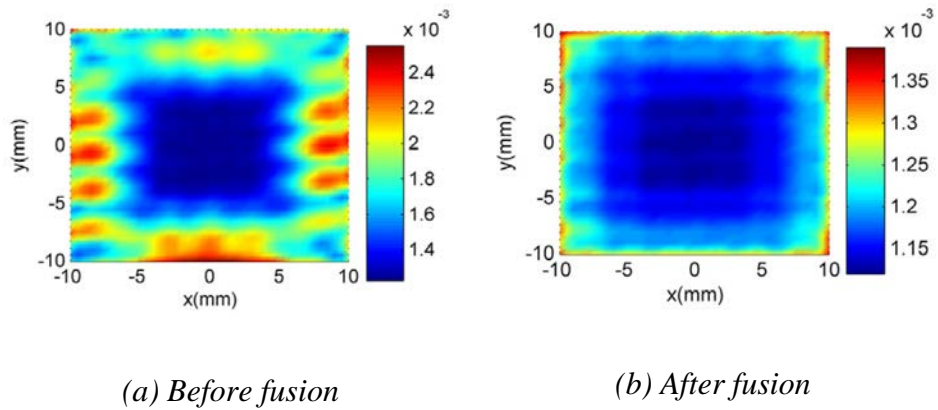 x 10⁻³
10
5
0
-5
-10
-10 -5 0 5 10
y(mm)
x(mm)
2.4
2.2
2
1.8
1.6
1.4
(a) Before fusion
x 10⁻³
10
5
0
-5
-10
-10 -5 0 5 10
y(mm)
x(mm)
1.35
1.3
1.25
1.2
1.15
(b) After fusion